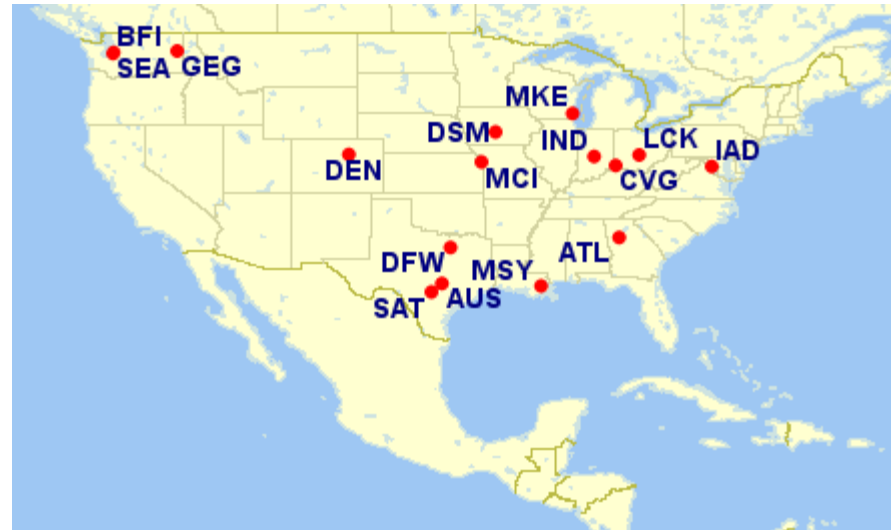 BFI
SEA GEG
MKE
DSM
IND
LCK
IAD
DEN
MCI
CVG
ATL
DFW
MSY
SAT
AUS